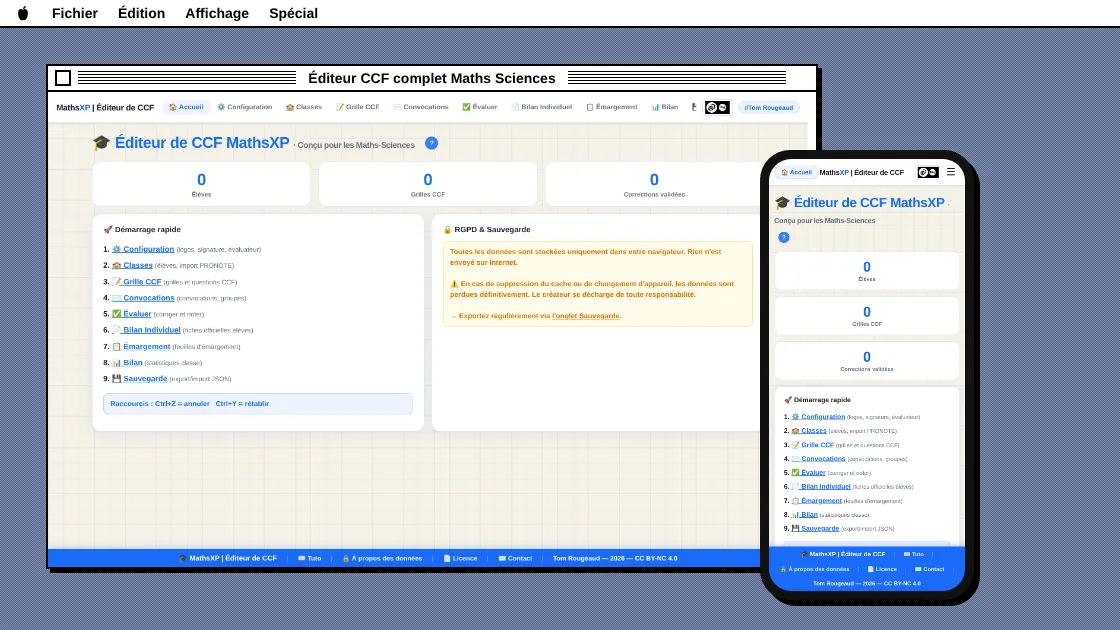 Fichier Édition Affichage Spécial
Éditeur CCF complet Maths Sciences
MathsXP | Éditeur de CCF 🏠 Accueil ⚙️ Configuration 🏫 Classes 📝 Grille CCF ✉️ Convocations ✅ Évaluer 📄 Bilan Individuel 📋 Émargement 📊 Bilan //Tom Rougeaud
🎓 Éditeur de CCF MathsXP · Conçu pour les Maths-Sciences ?
0
Élèves
0
Grilles CCF
0
Corrections validées
🚀 Démarrage rapide
1. ⚙️ Configuration (logos, signature, évaluateur)
2. 🏫 Classes (élèves, import PRONOTE)
3. 📝 Grille CCF (grilles et questions CCF)
4. ✉️ Convocations (convocations, groupes)
5. ✅ Évaluer (corriger et noter)
6. 📄 Bilan Individuel (fiches officielles élèves)
7. 📋 Émargement (feuilles d'émargement)
8. 📊 Bilan (statistiques classe)
9. 💾 Sauvegarde (export/import JSON)
Raccourcis : Ctrl+Z = annuler Ctrl+Y = rétablir
🔒 RGPD & Sauvegarde
Toutes les données sont stockées uniquement dans votre navigateur. Rien n'est
envoyé sur Internet.
⚠️ En cas de suppression du cache ou de changement d'appareil, les données sont
perdues définitivement. Le créateur se décharge de toute responsabilité.
→ Exportez régulièrement via l'onglet Sauvegarde.
🎓 MathsXP | Éditeur de CCF | 📖 Tuto | 🔒 À propos des données | 📄 Licence | ✉️ Contact | Tom Rougeaud — 2026 — CC BY-NC 4.0
🏠 Accueil MathsXP | Éditeur de CCF ☰
🎓 Éditeur de CCF MathsXP ·
Conçu pour les Maths-Sciences
?
0
Élèves
0
Grilles CCF
0
Corrections validées
🚀 Démarrage rapide
1. ⚙️ Configuration (logos, signature, évaluateur)
2. 🏫 Classes (élèves, import PRONOTE)
3. 📝 Grille CCF (grilles et questions CCF)
4. ✉️ Convocations (convocations, groupes)
5. ✅ Évaluer (corriger et noter)
6. 📄 Bilan Individuel (fiches officielles élèves)
7. 📋 Émargement (feuilles d'émargement)
8. 📊 Bilan (statistiques classe)
9. 💾 Sauvegarde (export/import JSON)
🎓 MathsXP | Éditeur de CCF | 📖 Tuto |
🔒 À propos des données | 📄 Licence | ✉️ Contact |
Tom Rougeaud — 2026 — CC BY-NC 4.0